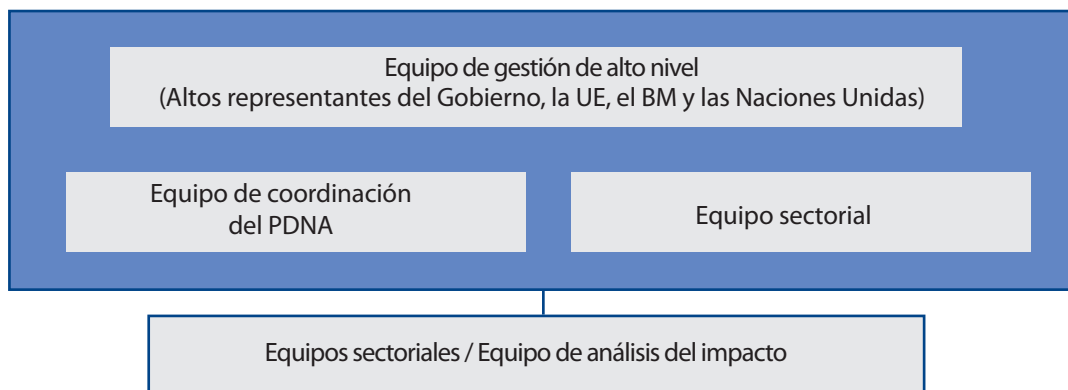 Equipo de gestión de alto nivel
(Altos representantes del Gobierno, la UE, el BM y las Naciones Unidas)
Equipo de coordinación
del PDNA
Equipo sectorial
Equipos sectoriales / Equipo de análisis del impacto